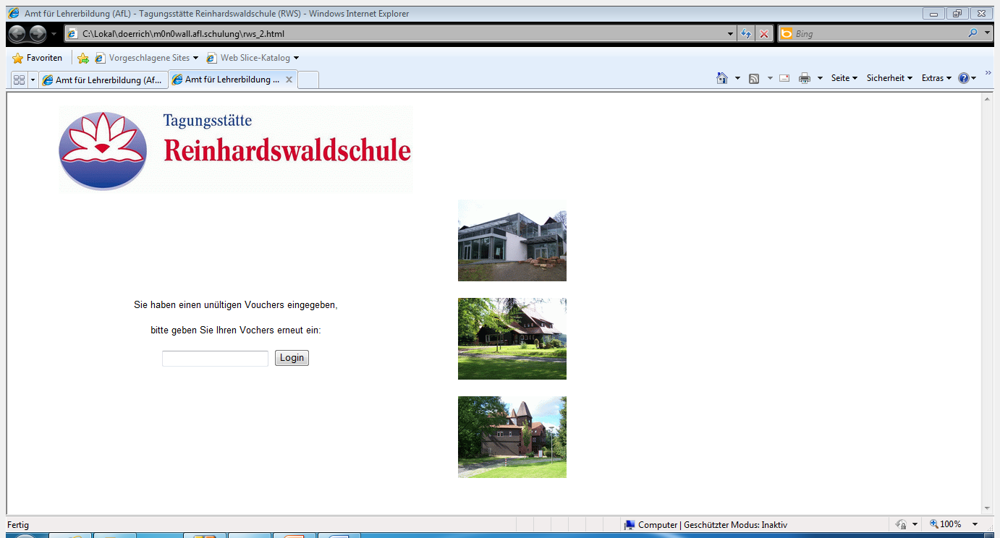 Amt für Lehrerbildung (AfL) - Tagungsstätte Reinhardswaldschule (RWS) - Windows Internet Explorer
C:\Lokal\doerrich\m0n0wall.afl.schulung\rws_2.html
Bing
Favoriten
Vorgeschlagene Sites
Web Slice-Katalog
Amt für Lehrerbildung (Af...
Amt für Lehrerbildung ...
Seite
Sicherheit
Extras
Tagungsstätte
Reinhardswaldschule
Sie haben einen unültigen Vouchers eingegeben,
bitte geben Sie Ihren Vochers erneut ein:
Login
Fertig
Computer | Geschützter Modus: Inaktiv
100%